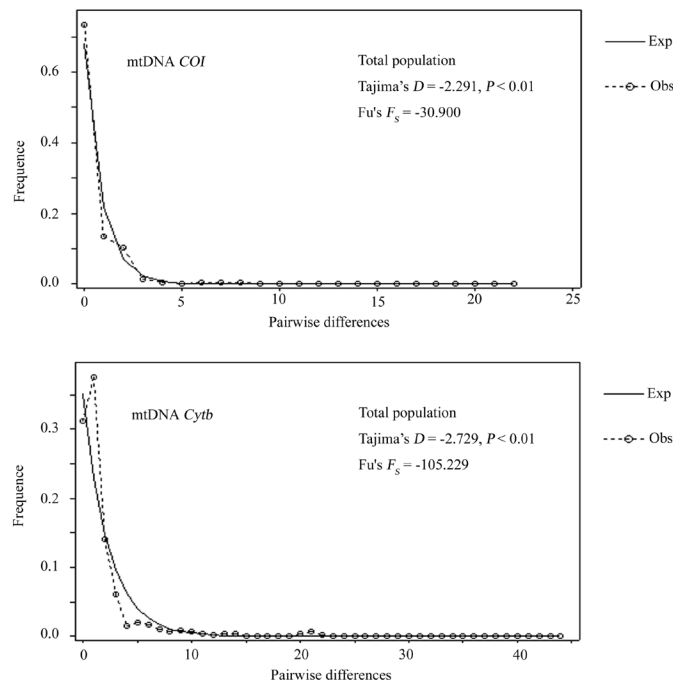 mtDNA COI
Total population
Tajima's D = -2.291, P < 0.01
Fu's FS = -30.900
Exp
Obs
Frequence
0.6
0.4
0.2
0.0
0 5 10 15 20 25
Pairwise differences
mtDNA Cytb
Total population
Tajima's D = -2.729, P < 0.01
Fu's FS = -105.229
Exp
Obs
Frequence
0.3
0.2
0.1
0.0
0 10 20 30 40
Pairwise differences